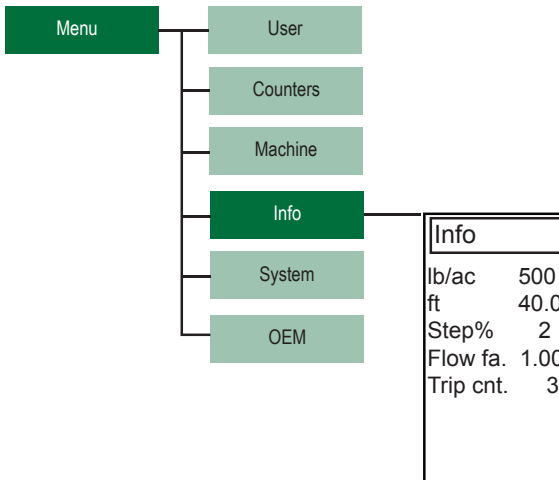 Menu
User
Counters
Machine
Info
System
OEM
Info
lb/ac 500
ft 40.0
Step% 2
Flow fa. 1.00
Trip cnt. 3